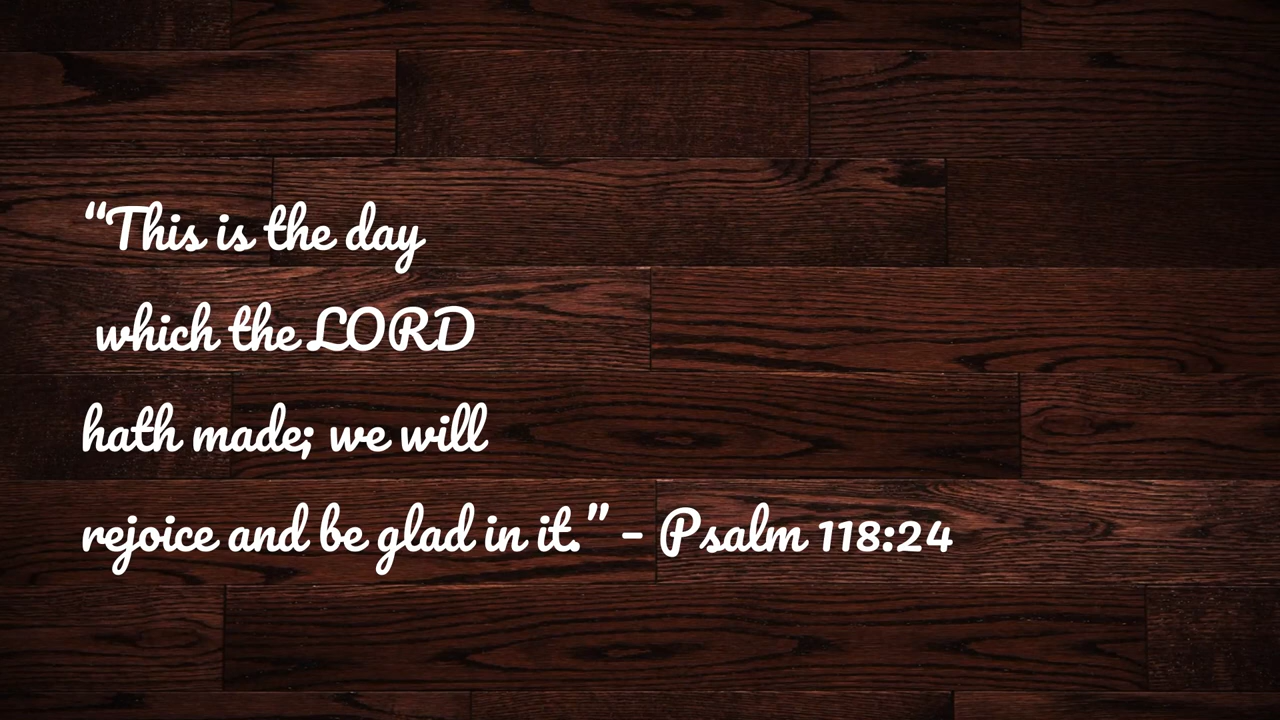 “This is the day
which the LORD
hath made; we will
rejoice and be glad in it.” – Psalm 118:24